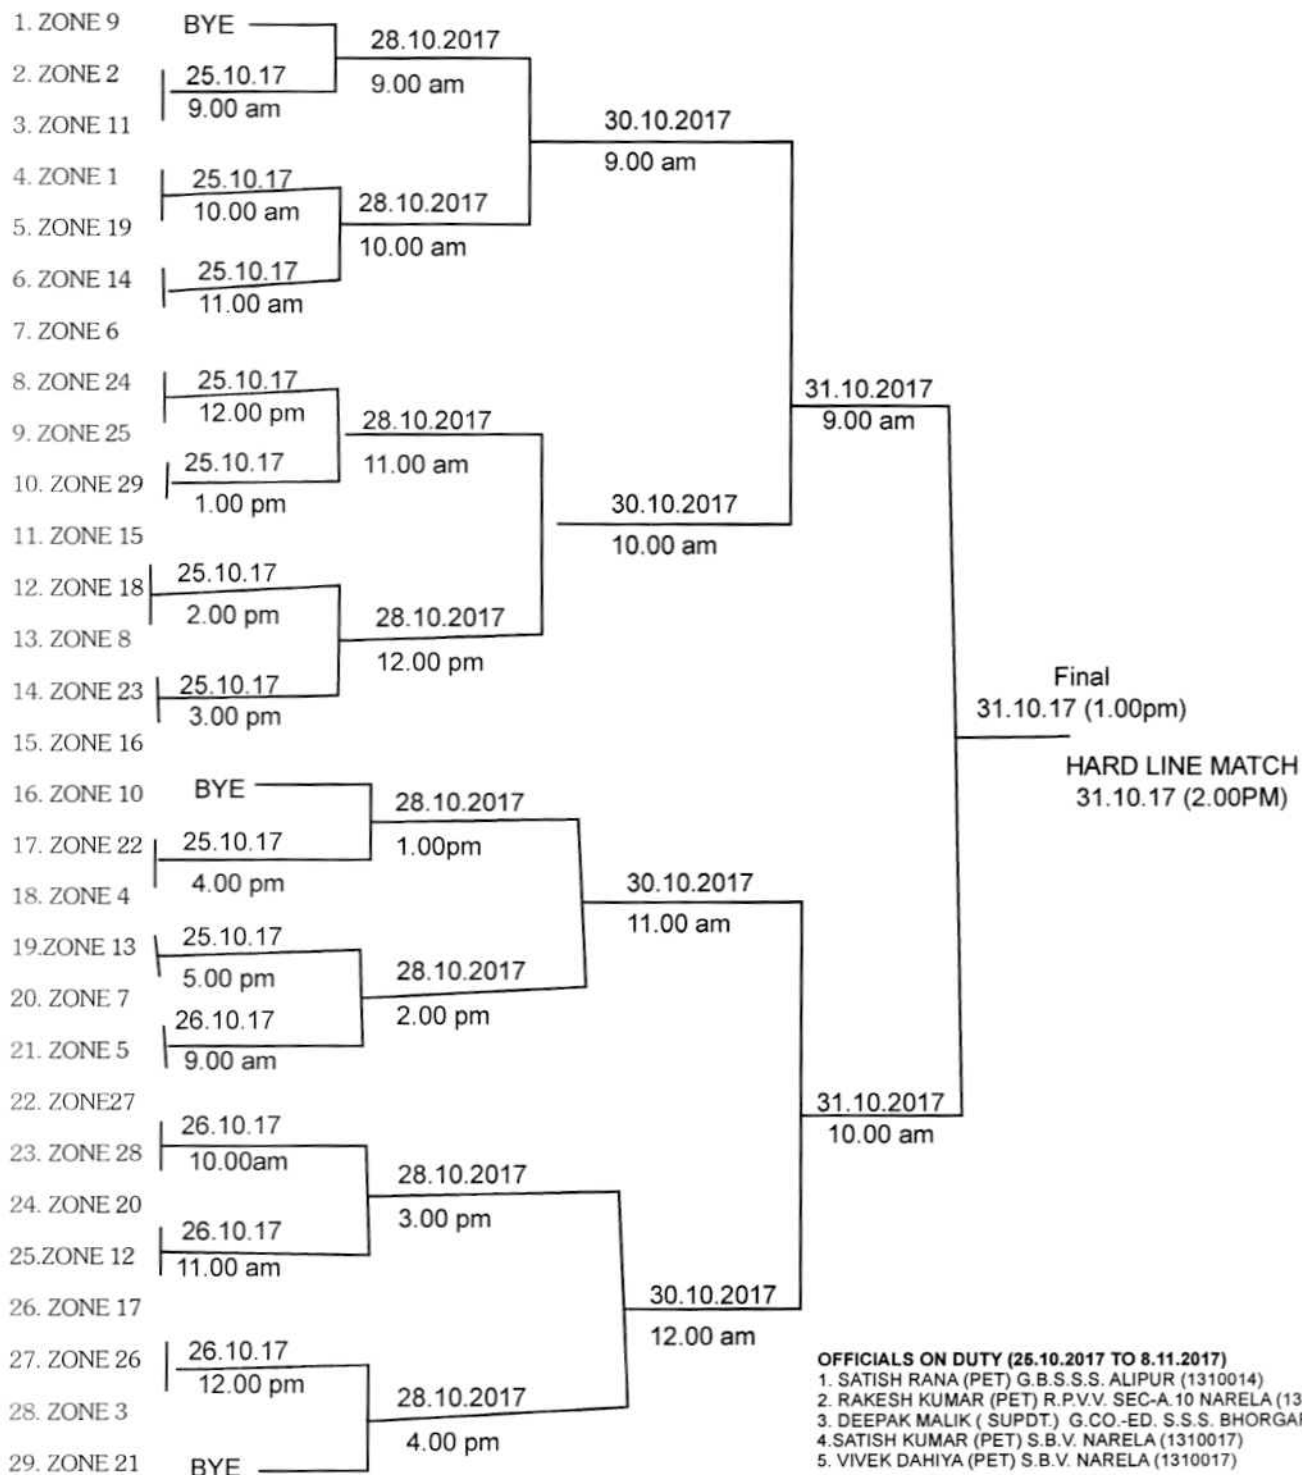 1. ZONE 9 BYE
28.10.2017
9.00 am
2. ZONE 2 25.10.17
9.00 am
3. ZONE 11
30.10.2017
9.00 am
4. ZONE 1 25.10.17
10.00 am
28.10.2017
10.00 am
5. ZONE 19
6. ZONE 14 25.10.17
11.00 am
7. ZONE 6
8. ZONE 24 25.10.17
12.00 pm
31.10.2017
9.00 am
28.10.2017
11.00 am
9. ZONE 25
10. ZONE 29 25.10.17
1.00 pm
30.10.2017
10.00 am
11. ZONE 15
12. ZONE 18 25.10.17
2.00 pm
28.10.2017
12.00 pm
13. ZONE 8
14. ZONE 23 25.10.17
3.00 pm
Final
31.10.17 (1.00pm)
15. ZONE 16
HARD LINE MATCH
31.10.17 (2.00PM)
16. ZONE 10 BYE
28.10.2017
1.00pm
17. ZONE 22 25.10.17
4.00 pm
18. ZONE 4
30.10.2017
11.00 am
19.ZONE 13 25.10.17
5.00 pm
28.10.2017
2.00 pm
20. ZONE 7
26.10.17
9.00 am
21. ZONE 5
22. ZONE27
31.10.2017
10.00 am
26.10.17
10.00am
23. ZONE 28
28.10.2017
3.00 pm
24. ZONE 20
26.10.17
11.00 am
25.ZONE 12
26. ZONE 17
30.10.2017
12.00 am
27. ZONE 26 26.10.17
12.00 pm
28. ZONE 3
28.10.2017
4.00 pm
29. ZONE 21 BYE
OFFICIALS ON DUTY (25.10.2017 TO 8.11.2017)
1. SATISH RANA (PET) G.B.S.S.S. ALIPUR (1310014)
2. RAKESH KUMAR (PET) R.P.V.V. SEC-A.10 NARELA (13
3. DEEPAK MALIK ( SUPDT.) G.CO.-ED. S.S.S.
4.SATISH KUMAR (PET) S.B.V. NARELA (1310017)
5. VIVEK DAHIYA (PET) S.B.V. NARELA (1310017)